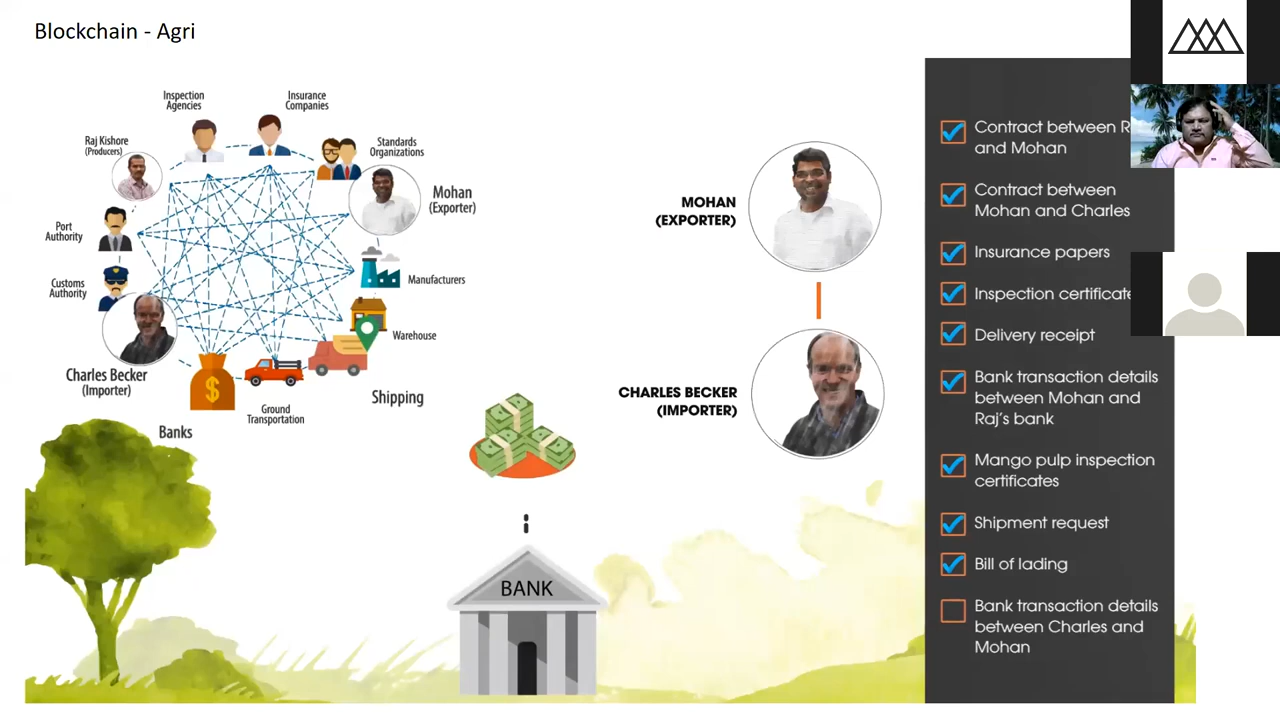 Blockchain - Agri
Inspection
Agencies
Insurance
Companies
Raj Kishore
(Producers)
Standards
Organizations
Mohan
(Exporter)
Port
Authority
Customs
Authority
Manufacturers
Warehouse
Charles Becker
(Importer)
Shipping
Ground
Transportation
Banks
$
MOHAN
(EXPORTER)
CHARLES BECKER
(IMPORTER)
BANK
Contract between R
and Mohan
Contract between
Mohan and Charles
Insurance papers
Inspection certificate
Delivery receipt
Bank transaction details
between Mohan and
Raj's bank
Mango pulp inspection
certificates
Shipment request
Bill of lading
Bank transaction details
between Charles and
Mohan